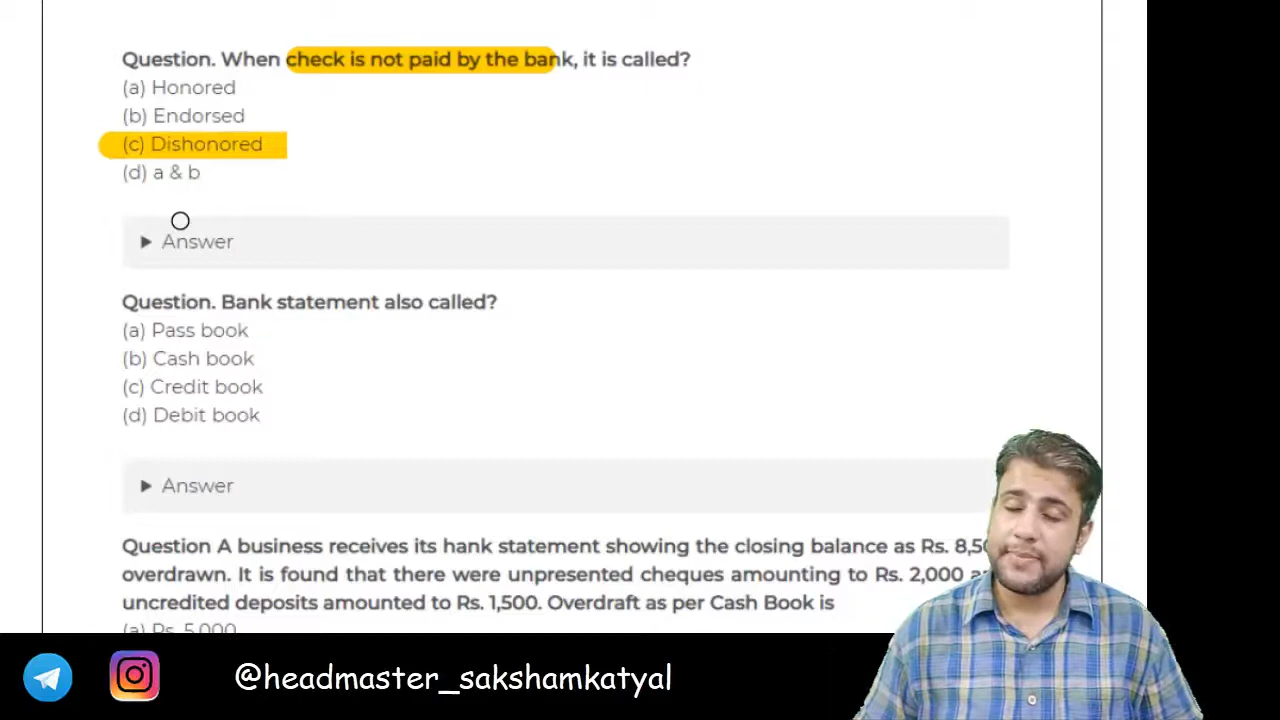 Question. When check is not paid by the bank, it is called?
(a) Honored
(b) Endorsed
(c) Dishonored
(d) a & b
Answer
Question. Bank statement also called?
(a) Pass book
(b) Cash book
(c) Credit book
(d) Debit book
Answer
Question A business receives its hank statement showing the closing balance as Rs.
overdrawn. It is found that there were unpresented cheques amounting to Rs. 2,000
uncredited deposits amounted to Rs. 1,500. Overdraft as per Cash Book is
(a) Rs. 5,000
@headmaster_sakshamkatyal